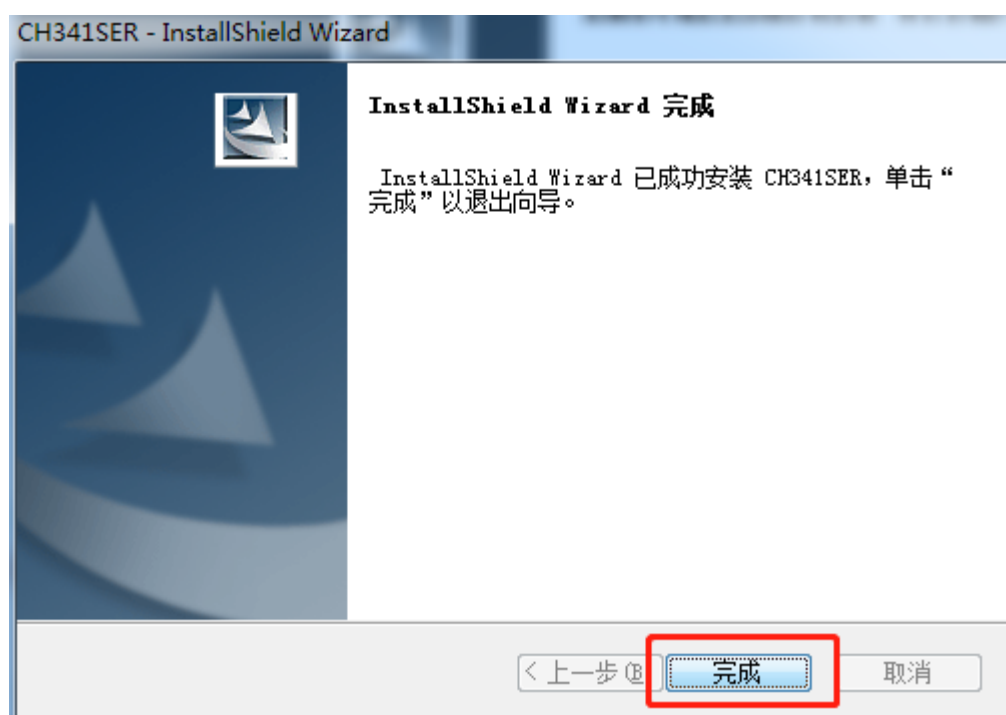 CH341SER - InstallShield Wizard
InstallShield Wizard 完成
InstallShield Wizard 已成功安装 CH341SER，单击“
完成”以退出向导。
< 上一步(B) 完成 取消